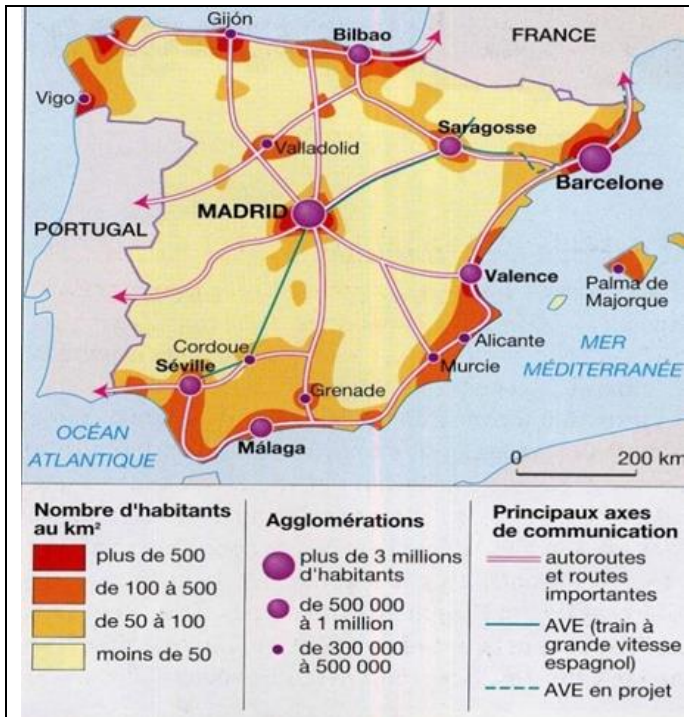 Gijón
Bilbao
FRANCE
Vigo
Saragosse
Valladolid
Barcelone
MADRID
PORTUGAL
Valence
Palma de
Majorque
Cordoue
Alicante
MER
MÉDITERRANÉE
Séville
Murcie
Grenade
OCÉAN
ATLANTIQUE
Málaga
0 200 km
Nombre d'habitants
au km²
plus de 500
de 100 à 500
de 50 à 100
moins de 50
Agglomérations
plus de 3 millions
d'habitants
de 500 000
à 1 million
de 300 000
à 500 000
Principaux axes
de communication
autoroutes
et routes
importantes
AVE (train à
grande vitesse
espagnol)
AVE en projet